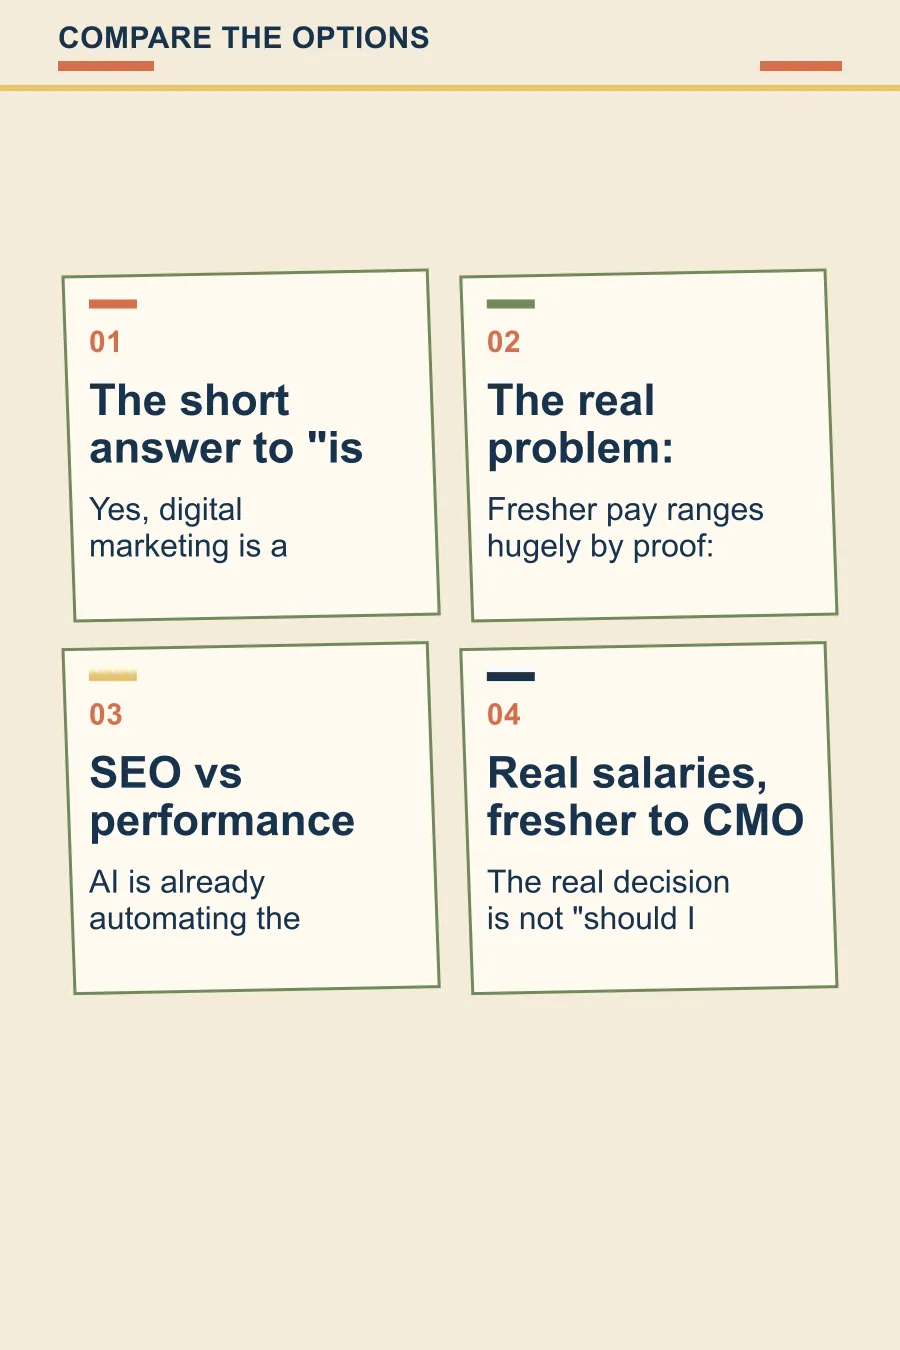 COMPARE THE OPTIONS
01
The short
answer to "is
Yes, digital
marketing is a
02
The real
problem:
Fresher pay ranges
hugely by proof:
03
SEO vs
performance
AI is already
automating the
04
Real salaries,
fresher to CMO
The real decision
is not "should I